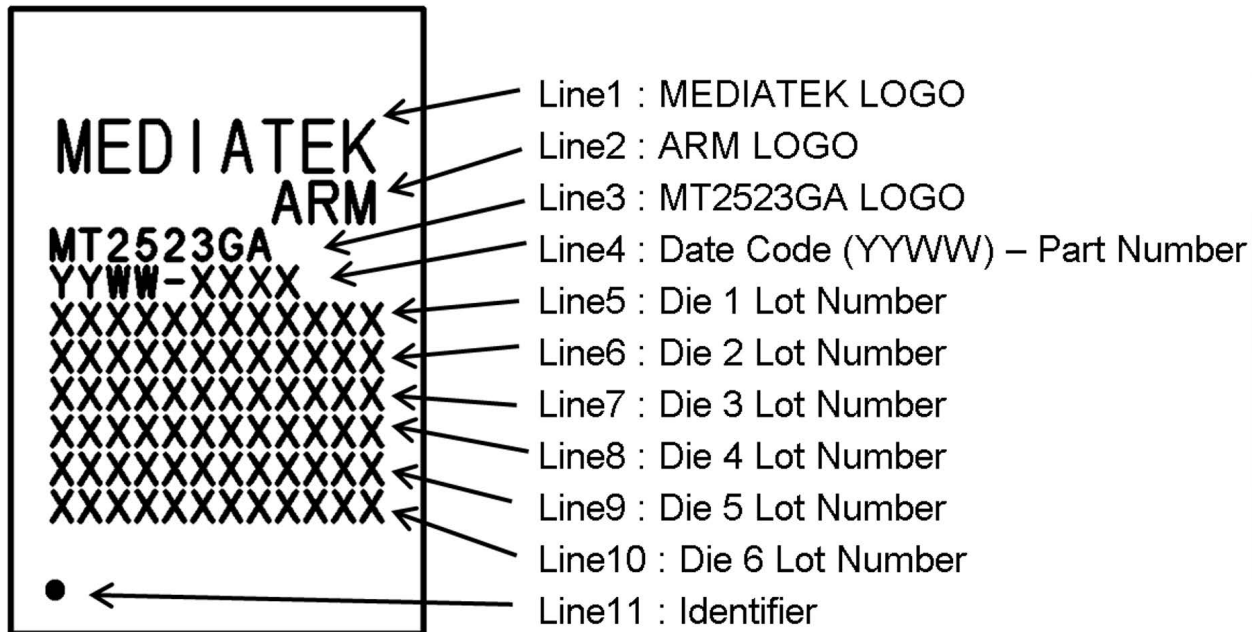 MEDIATEK
ARM
MT2523GA
YYWW-XXXX
XXXXXXXXXXXX
XXXXXXXXXXXX
XXXXXXXXXXXX
XXXXXXXXXXXX
XXXXXXXXXXXX
XXXXXXXXXXXX
Line1 : MEDIATEK LOGO
Line2 : ARM LOGO
Line3 : MT2523GA LOGO
Line4 : Date Code (YYWW) – Part Number
Line5 : Die 1 Lot Number
Line6 : Die 2 Lot Number
Line7 : Die 3 Lot Number
Line8 : Die 4 Lot Number
Line9 : Die 5 Lot Number
Line10 : Die 6 Lot Number
Line11 : Identifier